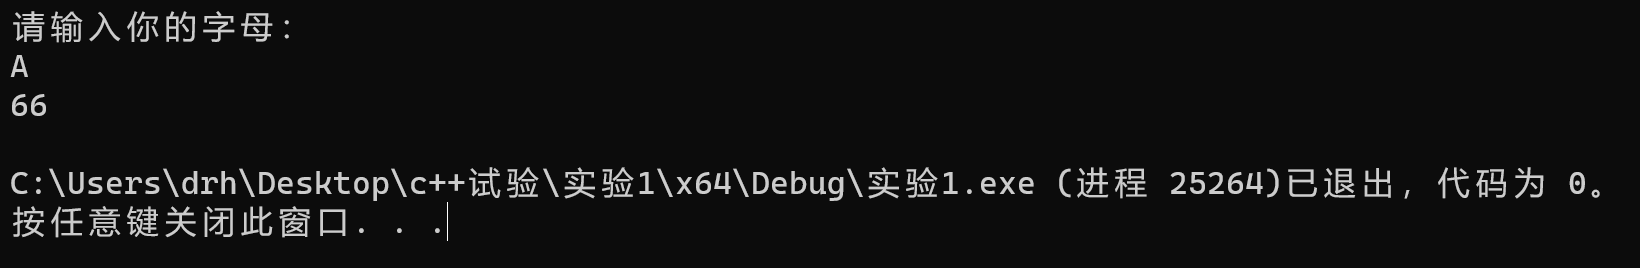 请输入你的字母：
A
66
C:\Users\drh\Desktop\c++试验\实验1\x64\Debug\实验1.exe (进程 25264)已退出，代码为 0。
按任意键关闭此窗口. . .